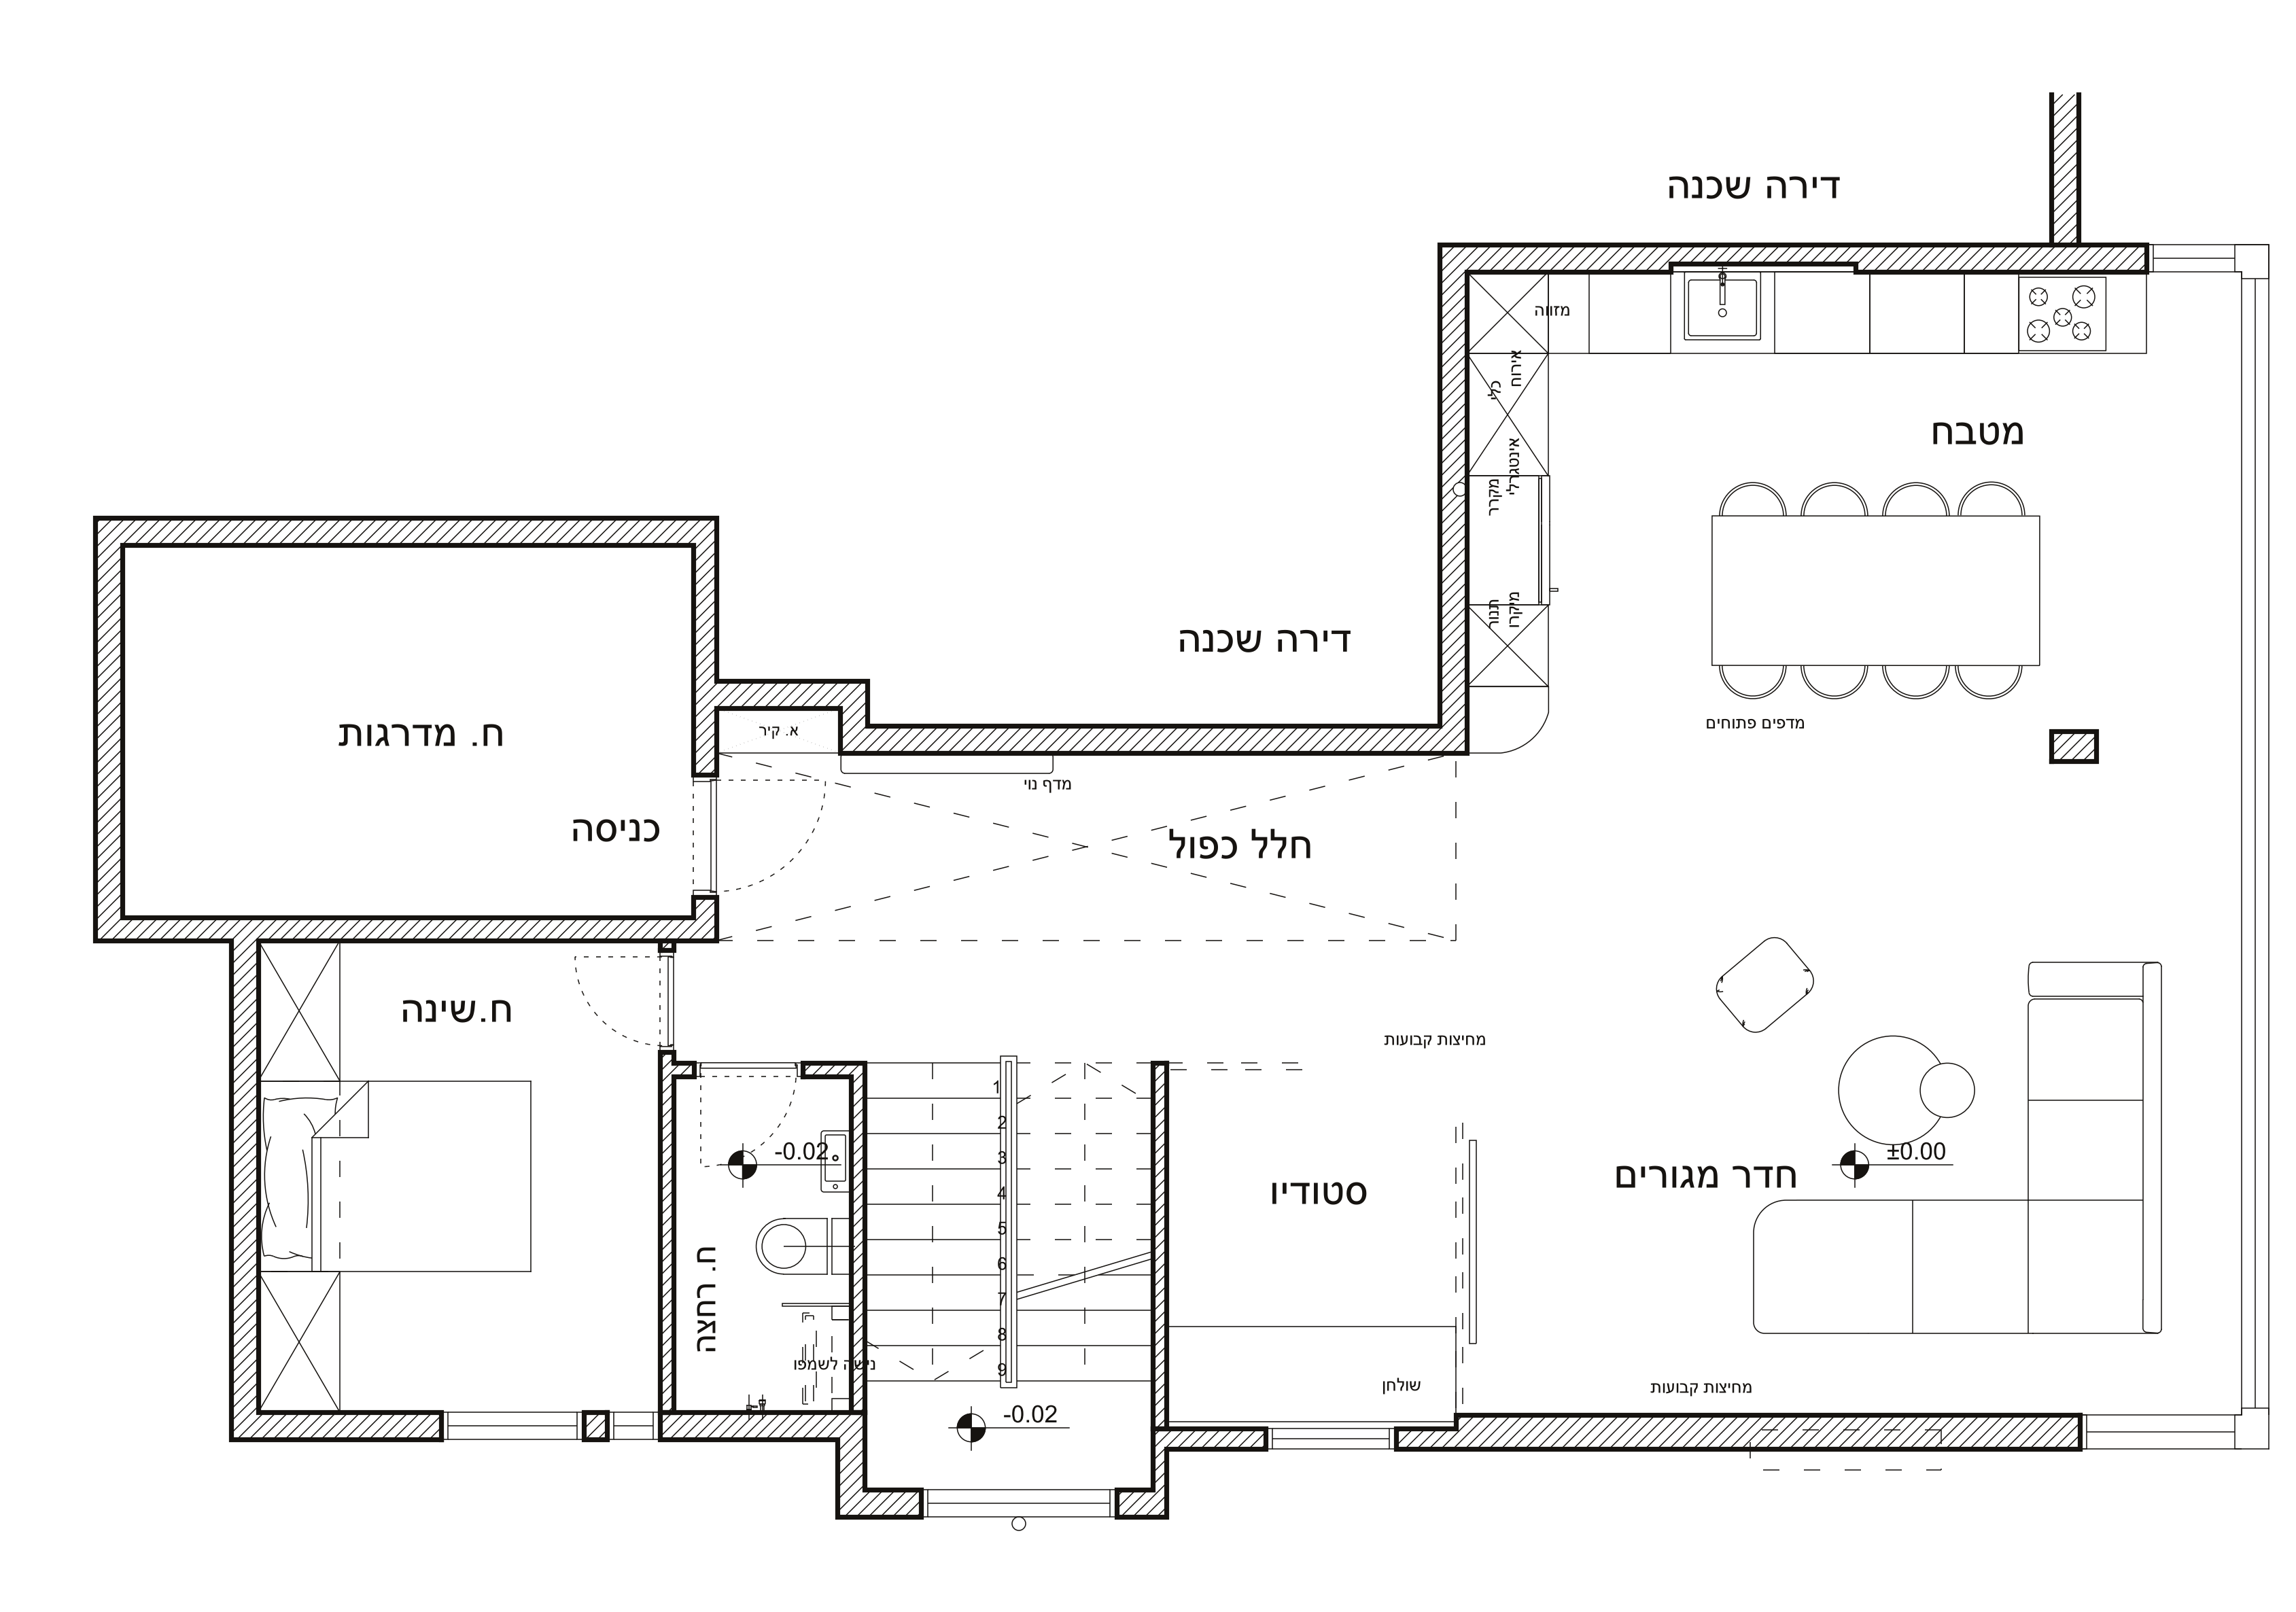 דירה שכנה
מזווה
כלי
אירוח
מטבח
מקרר
אינטגרלי
תנור
מיקרו
דירה שכנה
מדפים פתוחים
ח. מדרגות
א. קיר
מדף נוי
כניסה
חלל כפול
ח.שינה
מחיצות קבועות
1
2
3
4
5
6
7
8
9
-0.02
±0.00
חדר מגורים
סטודיו
ח. רחצה
נישה לשמפו
שולחן
מחיצות קבועות
-0.02